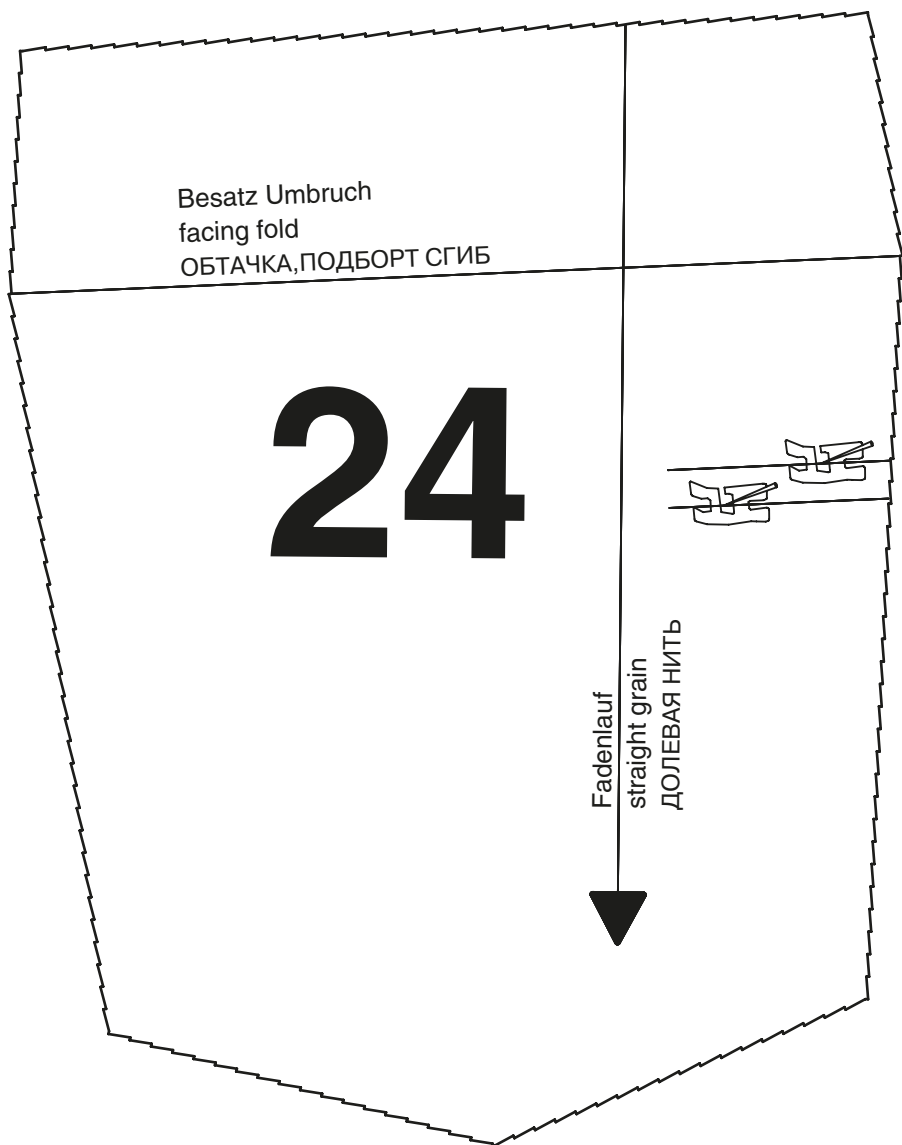 Besatz Umbruch
facing fold
ОБТАЧКА,ПОДБОРТ СГИБ
24
Fadenlauf
straight grain
ДОЛЕВАЯ НИТЬ